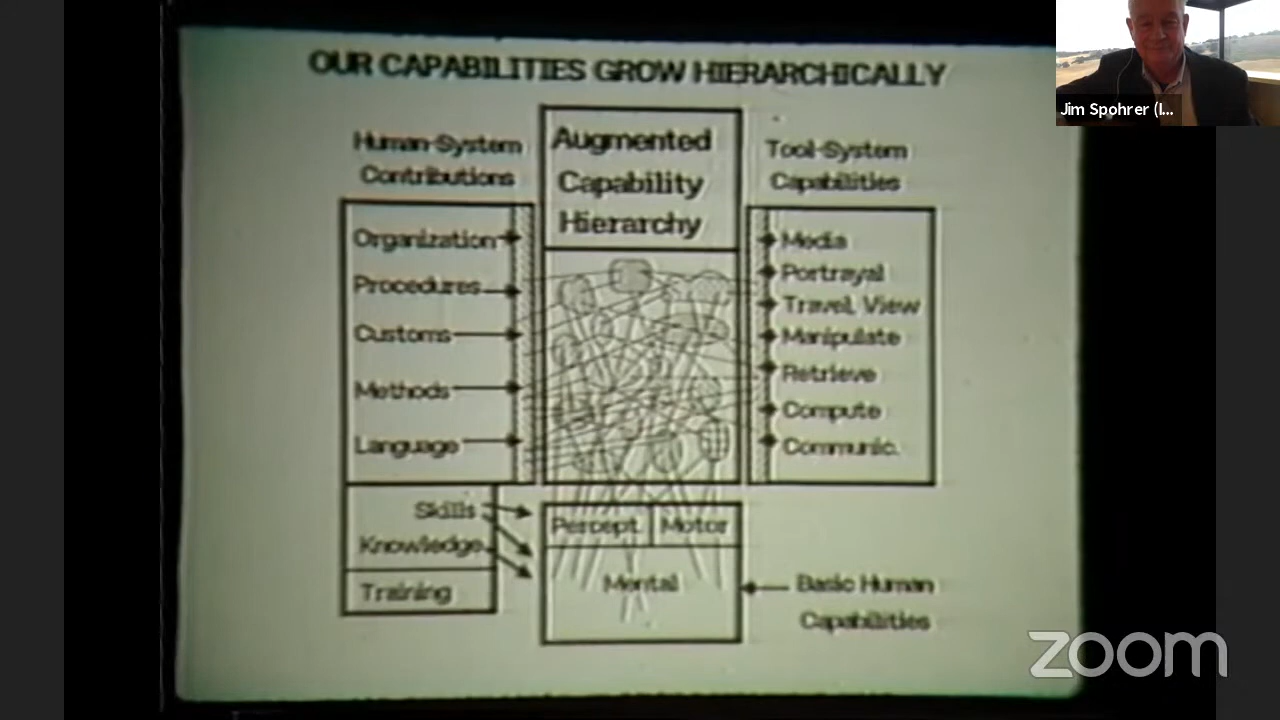 OUR CAPABILITIES GROW HIERARCHICALLY
Human-System
Contributions
Organization
Procedures
Customs
Methods
Language
Skills
Knowledge
Training
Augmented
Capability
Hierarchy
Percept.
Motor
Mental
Tool-System
Capabilities
Media
Portrayal
Travel, View
Manipulate
Retrieve
Compute
Communic.
Basic Human
Capabilities
Jim Spohrer (I...
zoom